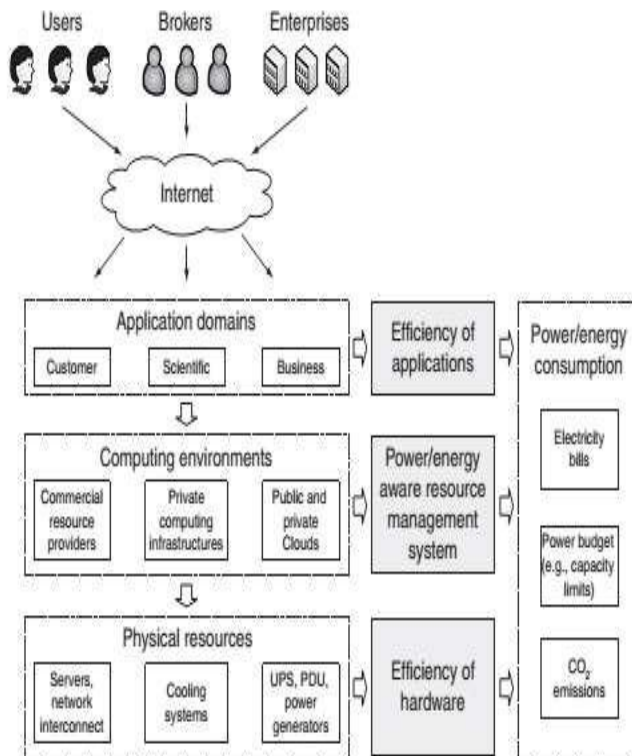 Users Brokers Enterprises
Internet
Application domains
Customer Scientific Business
Efficiency of
applications
Power/energy
consumption
Computing environments
Commercial
resource
providers
Private
computing
infrastructures
Public and
private
Clouds
Power/energy
aware resource
management
system
Electricity
bills
Power budget
(e.g., capacity
limits)
Physical resources
Servers,
network
interconnect
Cooling
systems
UPS, PDU,
power
generators
Efficiency of
hardware
CO2
emissions